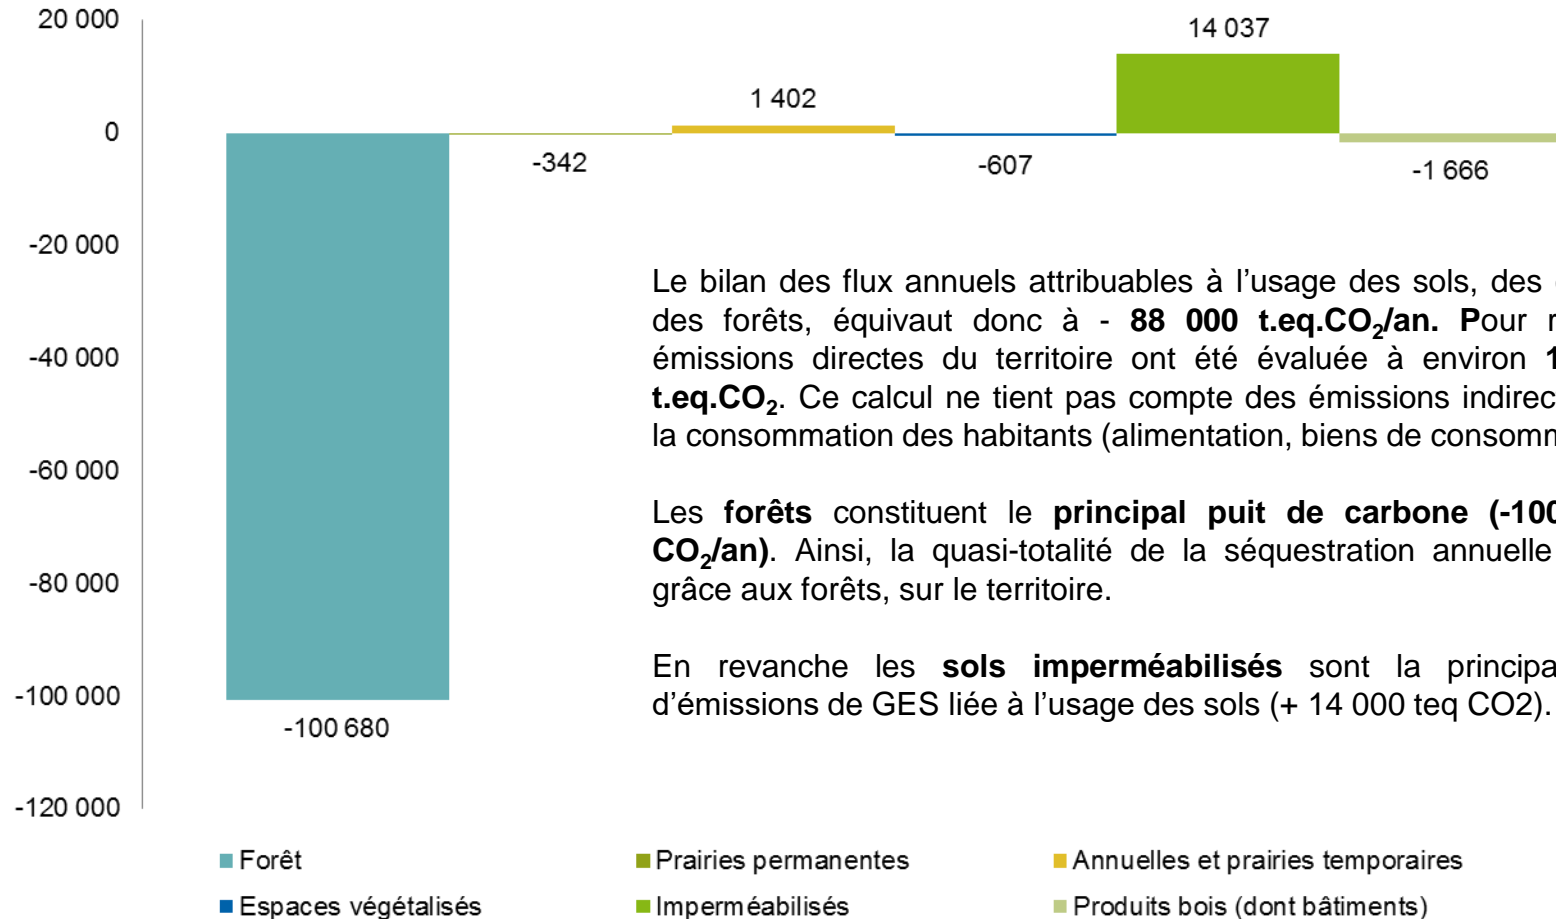 20 000
0
-20 000
-40 000
-60 000
-80 000
-100 000
-120 000
14 037
1 402
-342
-607
-1 666
-100 680
Le bilan des flux annuels attribuables à l’usage des sols, des
des forêts, équivaut donc à - 88 000 t.eq.CO₂/an. Pour
émissions directes du territoire ont été évaluée à environ
t.eq.CO₂. Ce calcul ne tient pas compte des émissions
la consommation des habitants (alimentation, biens de
Les forêts constituent le principal puit de carbone (-100
CO₂/an). Ainsi, la quasi-totalité de la séquestration annuelle
grâce aux forêts, sur le territoire.
En revanche les sols imperméabilisés sont la
d’émissions de GES liée à l’usage des sols (+ 14 000 teq CO2).
Forêt Prairies permanentes Annuelles et prairies temporaires
Espaces végétalisés Imperméabilisés Produits bois (dont bâtiments)